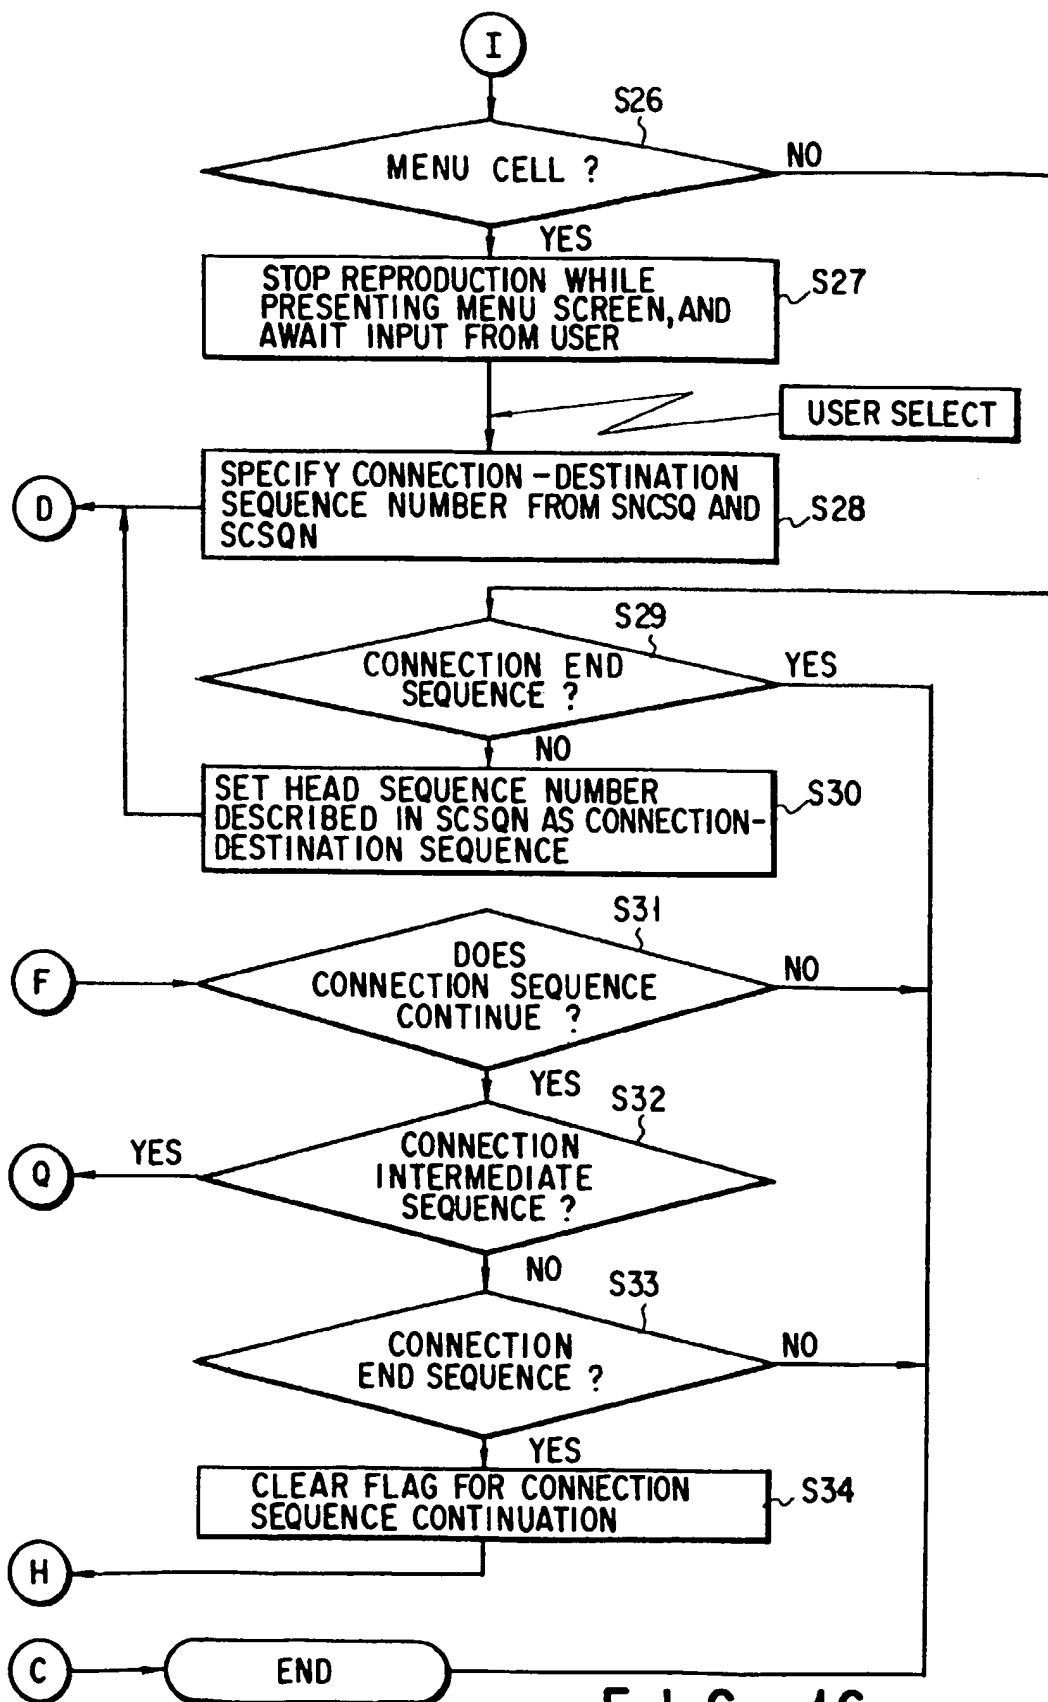 I
S26
MENU CELL ?
NO
YES
STOP REPRODUCTION WHILE
PRESENTING MENU SCREEN, AND
AWAIT INPUT FROM USER
S27
USER SELECT
SPECIFY CONNECTION-DESTINATION
SEQUENCE NUMBER FROM SNCSQ AND
SCSQN
S28
D
S29
CONNECTION END
SEQUENCE ?
YES
NO
SET HEAD SEQUENCE NUMBER
DESCRIBED IN SCSQN AS CONNECTION-
DESTINATION SEQUENCE
S30
S31
F
DOES
CONNECTION SEQUENCE
CONTINUE ?
NO
YES
S32
Q
YES
CONNECTION
INTERMEDIATE
SEQUENCE ?
NO
S33
CONNECTION
END SEQUENCE ?
NO
YES
CLEAR FLAG FOR CONNECTION
SEQUENCE CONTINUATION
S34
H
C
END